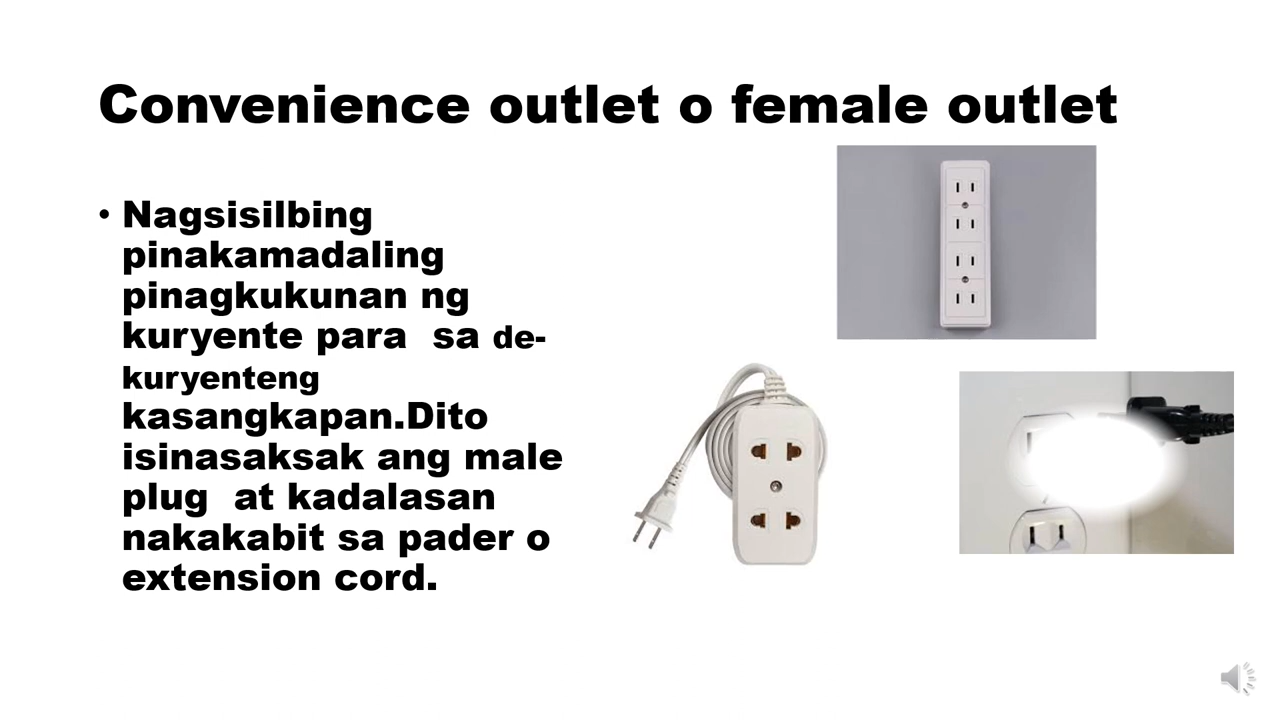 Convenience outlet o female outlet
• Nagsisilbing
pinakamadaling
pinagkukunan ng
kuryente para  sa de-
kuryenteng
kasangkapan.Dito
isinasaksak ang male
plug  at kadalasan
nakakabit sa pader o
extension cord.